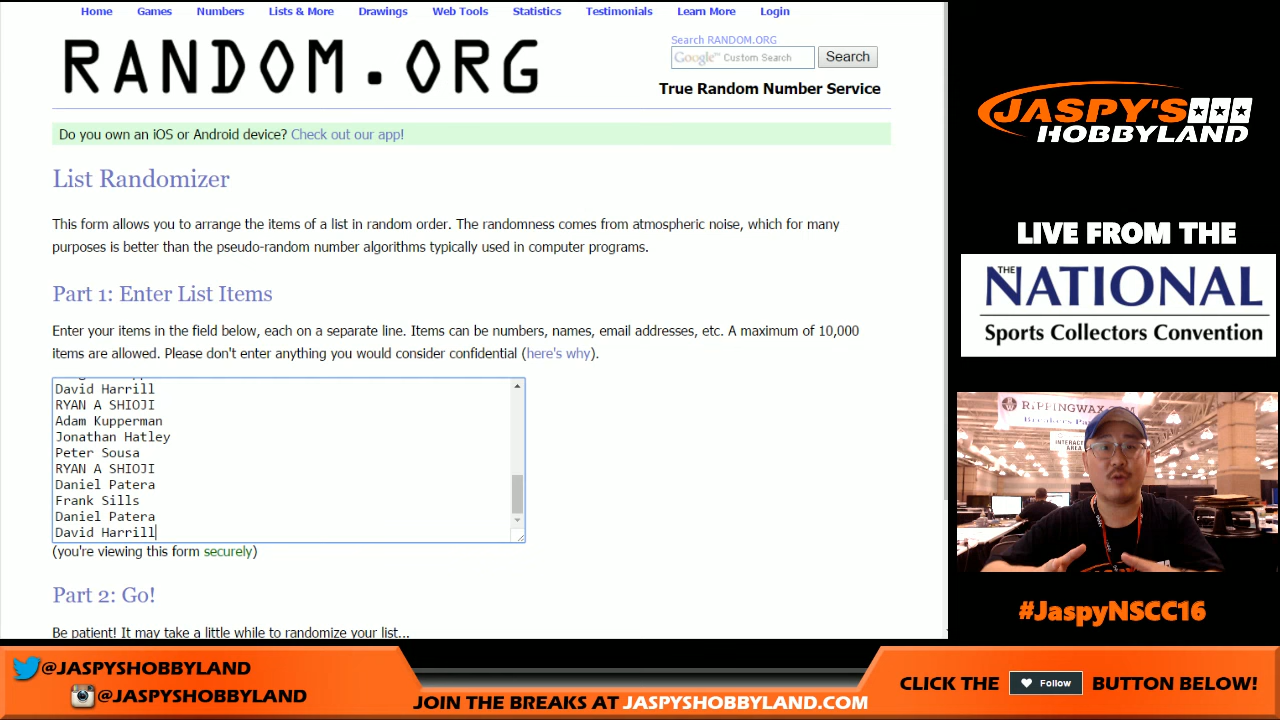 Home Games Numbers Lists & More Drawings Web Tools Statistics Testimonials Learn More Login
RANDOM.ORG
Search RANDOM.ORG
Google™ Custom Search
Search
True Random Number Service
Do you own an iOS or Android device? Check out our app!
List Randomizer
This form allows you to arrange the items of a list in random order. The randomness comes from atmospheric noise, which for many
purposes is better than the pseudo-random number algorithms typically used in computer programs.
Part 1: Enter List Items
Enter your items in the field below, each on a separate line. Items can be numbers, names, email addresses, etc. A maximum of 10,000
items are allowed. Please don't enter anything you would consider confidential (here's why).
David Harrill
RYAN A SHIOJI
Adam Kupperman
Jonathan Hatley
Peter Sousa
RYAN A SHIOJI
Daniel Patera
Frank Sills
Daniel Patera
David Harrill
(you're viewing this form securely)
Part 2: Go!
Be patient! It may take a little while to randomize your list...
JASPY'S
HOBBYLAND
LIVE FROM THE
THE
NATIONAL
Sports Collectors Convention
RIPPINGWAX.COM
Breakers Pa
INTERAC
#JaspyNSCC16
@JASPYSHOBBYLAND
@JASPYSHOBBYLAND
JOIN THE BREAKS AT JASPYSHOBBYLAND.COM
CLICK THE Follow BUTTON BELOW!